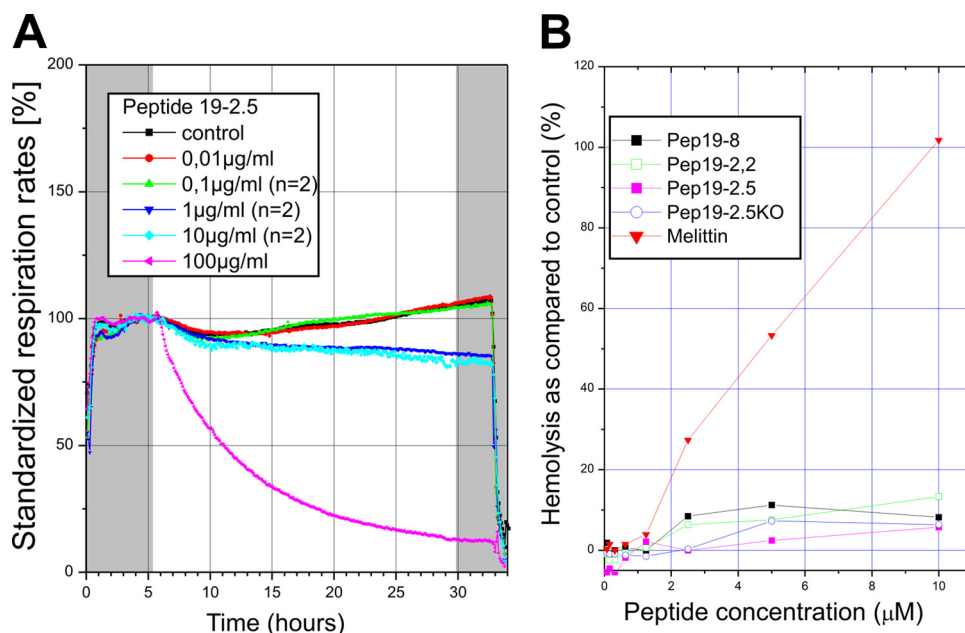 A
Standardized respiration rates [%]
200
150
100
50
0
Peptide 19-2.5
control
0,01µg/ml
0,1µg/ml (n=2)
1µg/ml (n=2)
10µg/ml (n=2)
100µg/ml
0 5 10 15 20 25 30
Time (hours)
B
Hemolysis as compared to control (%)
120
100
80
60
40
20
0
Pep19-8
Pep19-2,2
Pep19-2.5
Pep19-2.5KO
Melittin
0 2 4 6 8 10
Peptide concentration (µM)